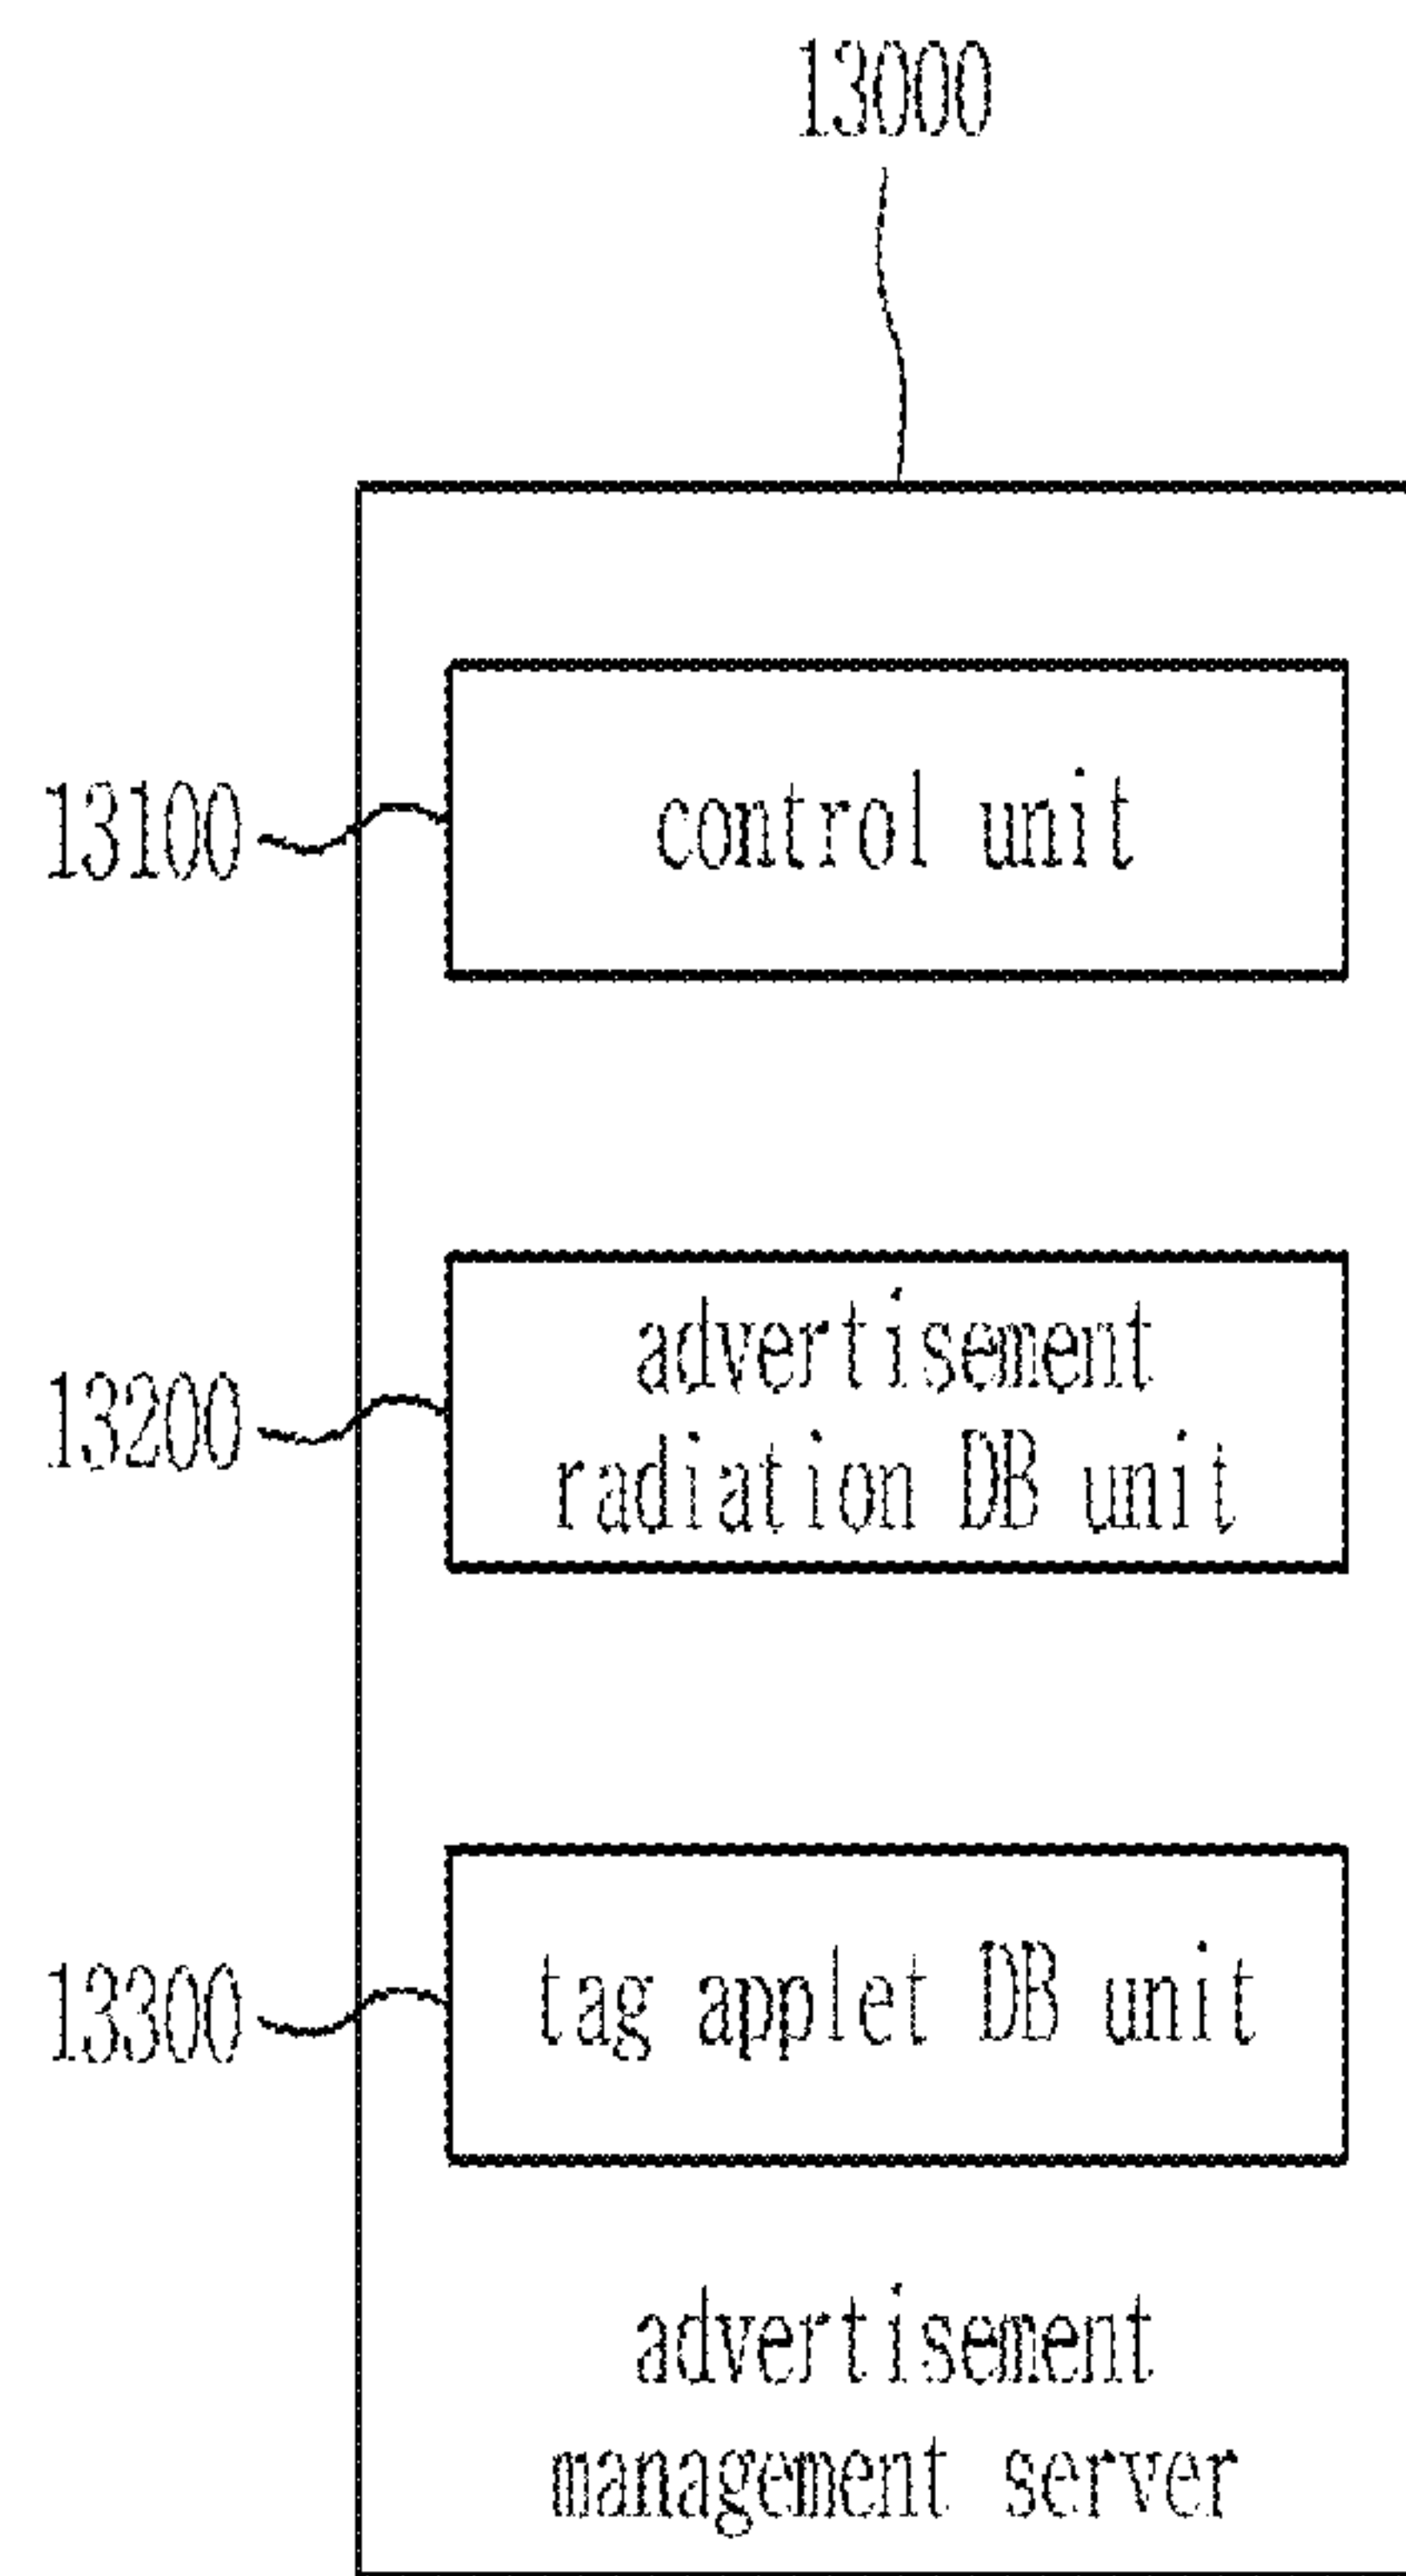 13000
13100
control unit
13200
advertisement
radiation DB unit
13300
tag applet DB unit
advertisement
management server